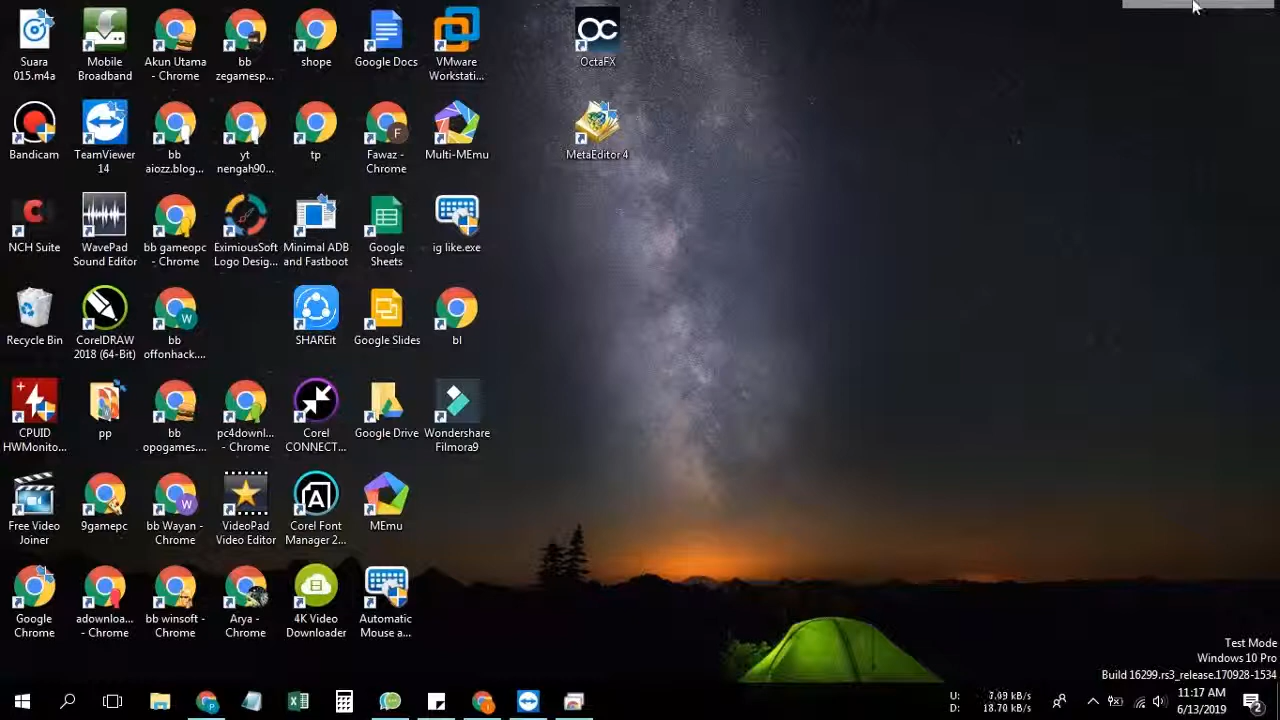 Suara
015.m4a
Mobile
Broadband
Akun Utama
- Chrome
bb
zegamesp...
shope
Google Docs
VMware
Workstati...
OC
OctaFX
Bandicam
TeamViewer
14
bb
aiozz.blog...
yt
nengah90...
tp
F
Fawaz -
Chrome
Multi-MEmu
MetaEditor 4
NCH Suite
WavePad
Sound Editor
bb gameopc
- Chrome
EximiousSoft
Logo Desig...
Minimal ADB
and Fastboot
Google
Sheets
ig like.exe
Recycle Bin
CorelDRAW
2018 (64-Bit)
W
bb
offonhack....
SHAREit
Google Slides
bl
CPUID
HWMonito...
pp
bb
opogames....
pc4downl...
- Chrome
Corel
CONNECT...
Google Drive
Wondershare
Filmora9
Free Video
Joiner
9gamepc
W
bb Wayan -
Chrome
VideoPad
Video Editor
A
Corel Font
Manager 2...
MEmu
Google
Chrome
adownloa...
- Chrome
bb winsoft -
Chrome
Arya -
Chrome
4K Video
Downloader
Automatic
Mouse a...
Test Mode
Windows 10 Pro
Build 16299.rs3_release.170928-1534
U:
D: 18.70 kB/s
11:17 AM
6/13/2019
2